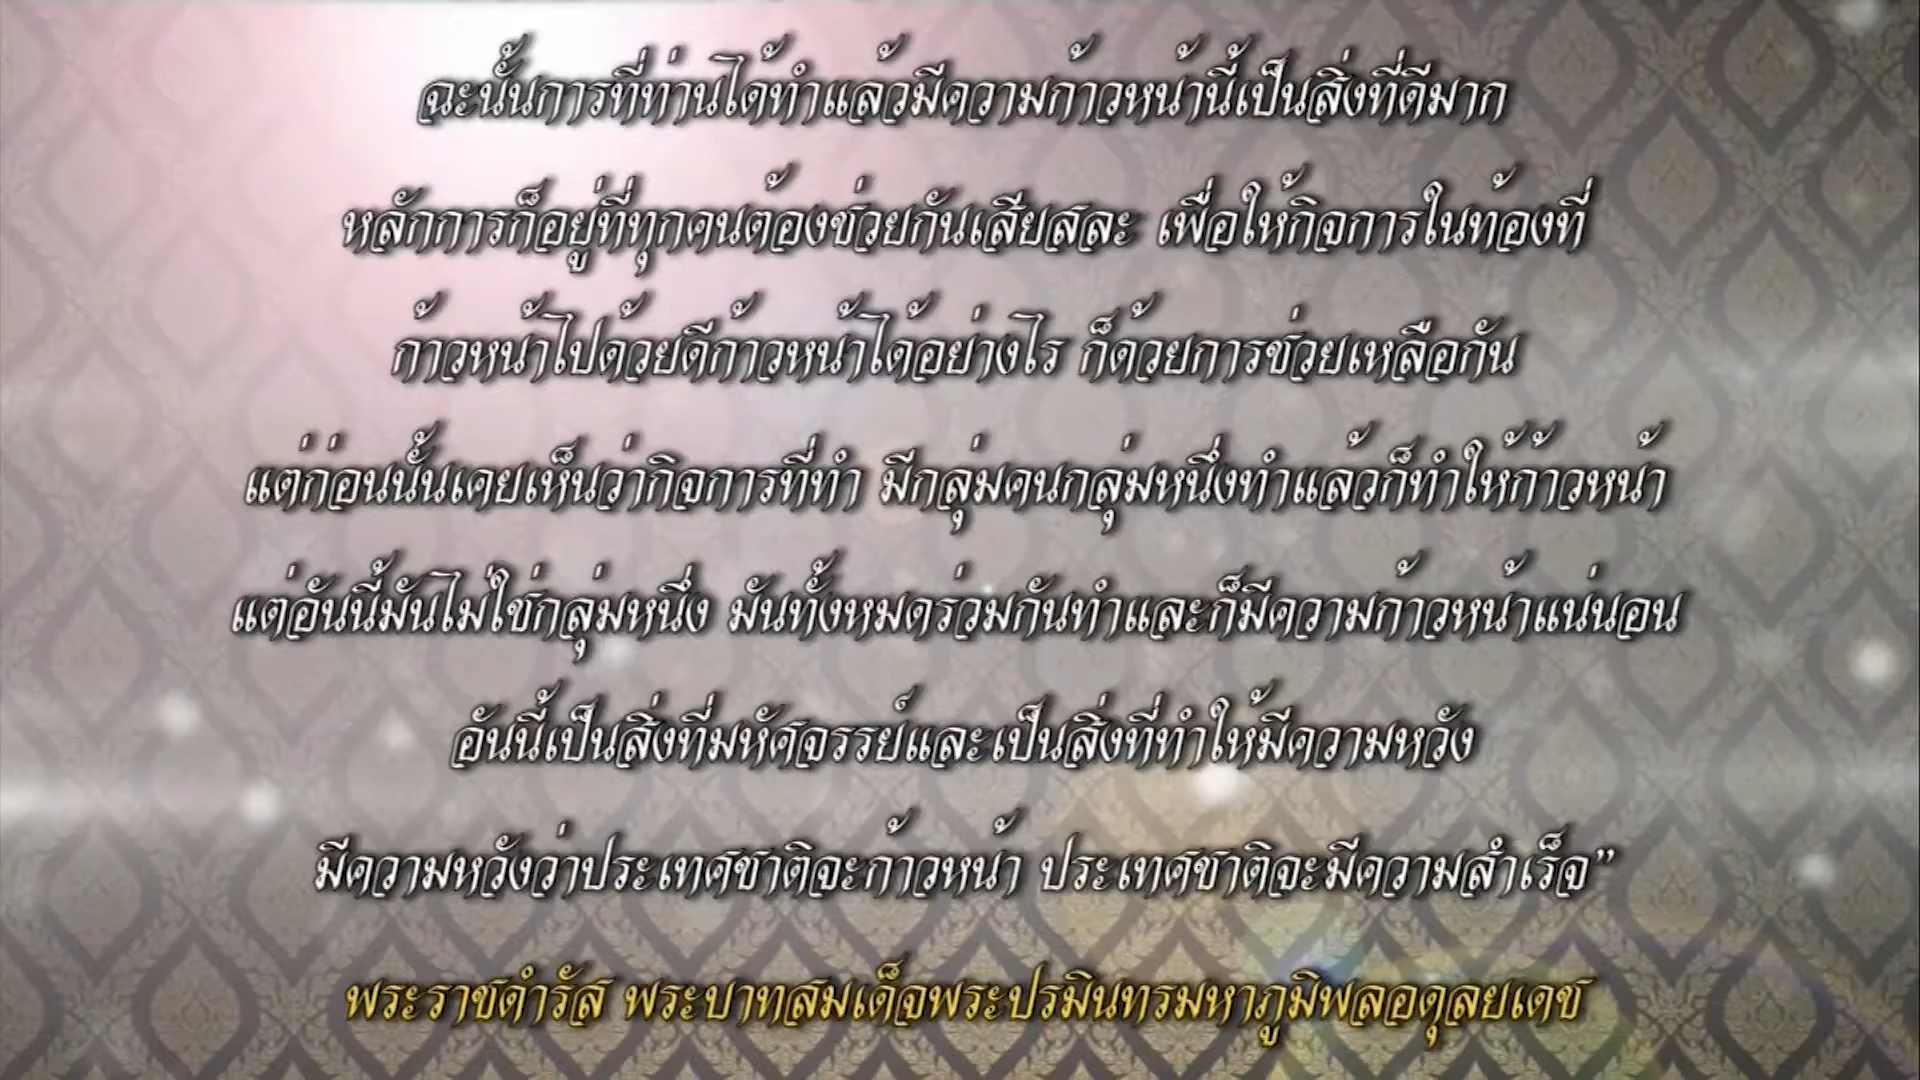 ฉะนั้นการที่ท่านได้ทำแล้วมีความก้าวหน้านี้เป็นสิ่งที่ดีมาก
หลักการก็อยู่ที่ทุกคนต้องช่วยกันเสียสละ เพื่อให้กิจการในท้องที่
ก้าวหน้าไปด้วยดีก้าวหน้าได้อย่างไร ก็ด้วยการช่วยเหลือกัน
แต่ก่อนนั้นเคยเห็นว่ากิจการที่ทำ มีกลุ่มคนกลุ่มหนึ่งทำแล้วก็ทำให้ก้าวหน้า
แต่อันนี้มันไม่ใช่กลุ่มหนึ่ง มันทั้งหมดร่วมกันทำและก็มีความก้าวหน้าแน่นอน
อันนี้เป็นสิ่งที่มหัศจรรย์และเป็นสิ่งที่ทำให้มีความหวัง
มีความหวังว่าประเทศชาติจะก้าวหน้า ประเทศชาติจะมีความสำเร็จ”
พระราชดำรัส พระบาทสมเด็จพระปรมินทรมหาภูมิพลอดุลยเดช